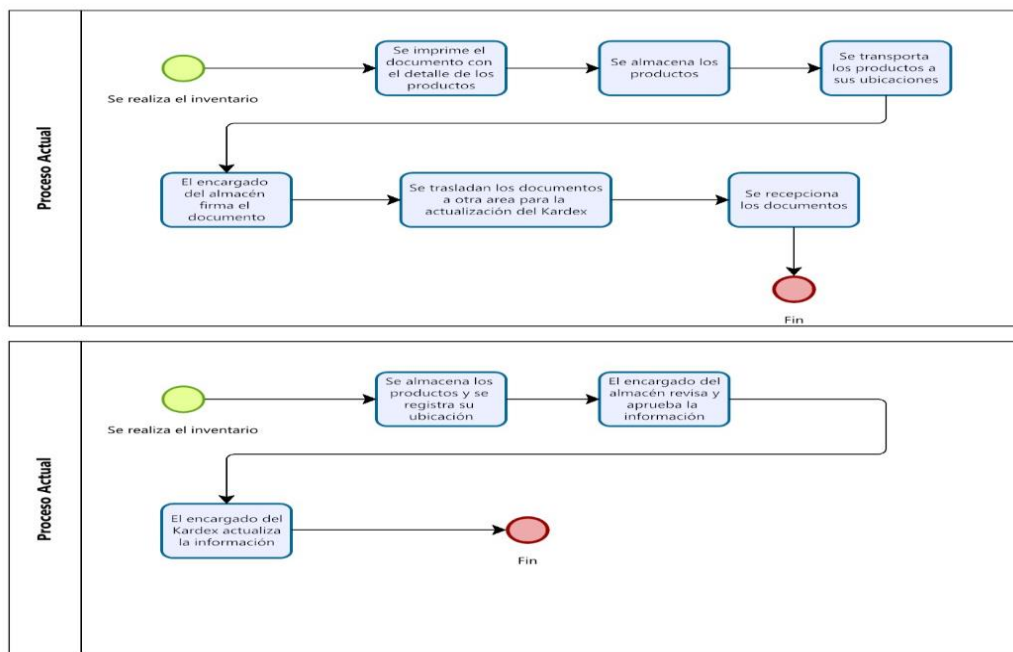 Proceso Actual
Se realiza el inventario
Se imprime el
documento con
el detalle de los
productos
Se almacena los
productos
Se transporta
los productos a
sus ubicaciones
El encargado
del almacén
firma el
documento
Se trasladan los documentos
a otra area para la
actualización del Kardex
Se recepciona
los documentos
Fin
Proceso Actual
Se realiza el inventario
Se almacena los
productos y se
registra su
ubicación
El encargado del
almacén revisa y
aprueba la
información
El encargado del
Kardex actualiza
la información
Fin